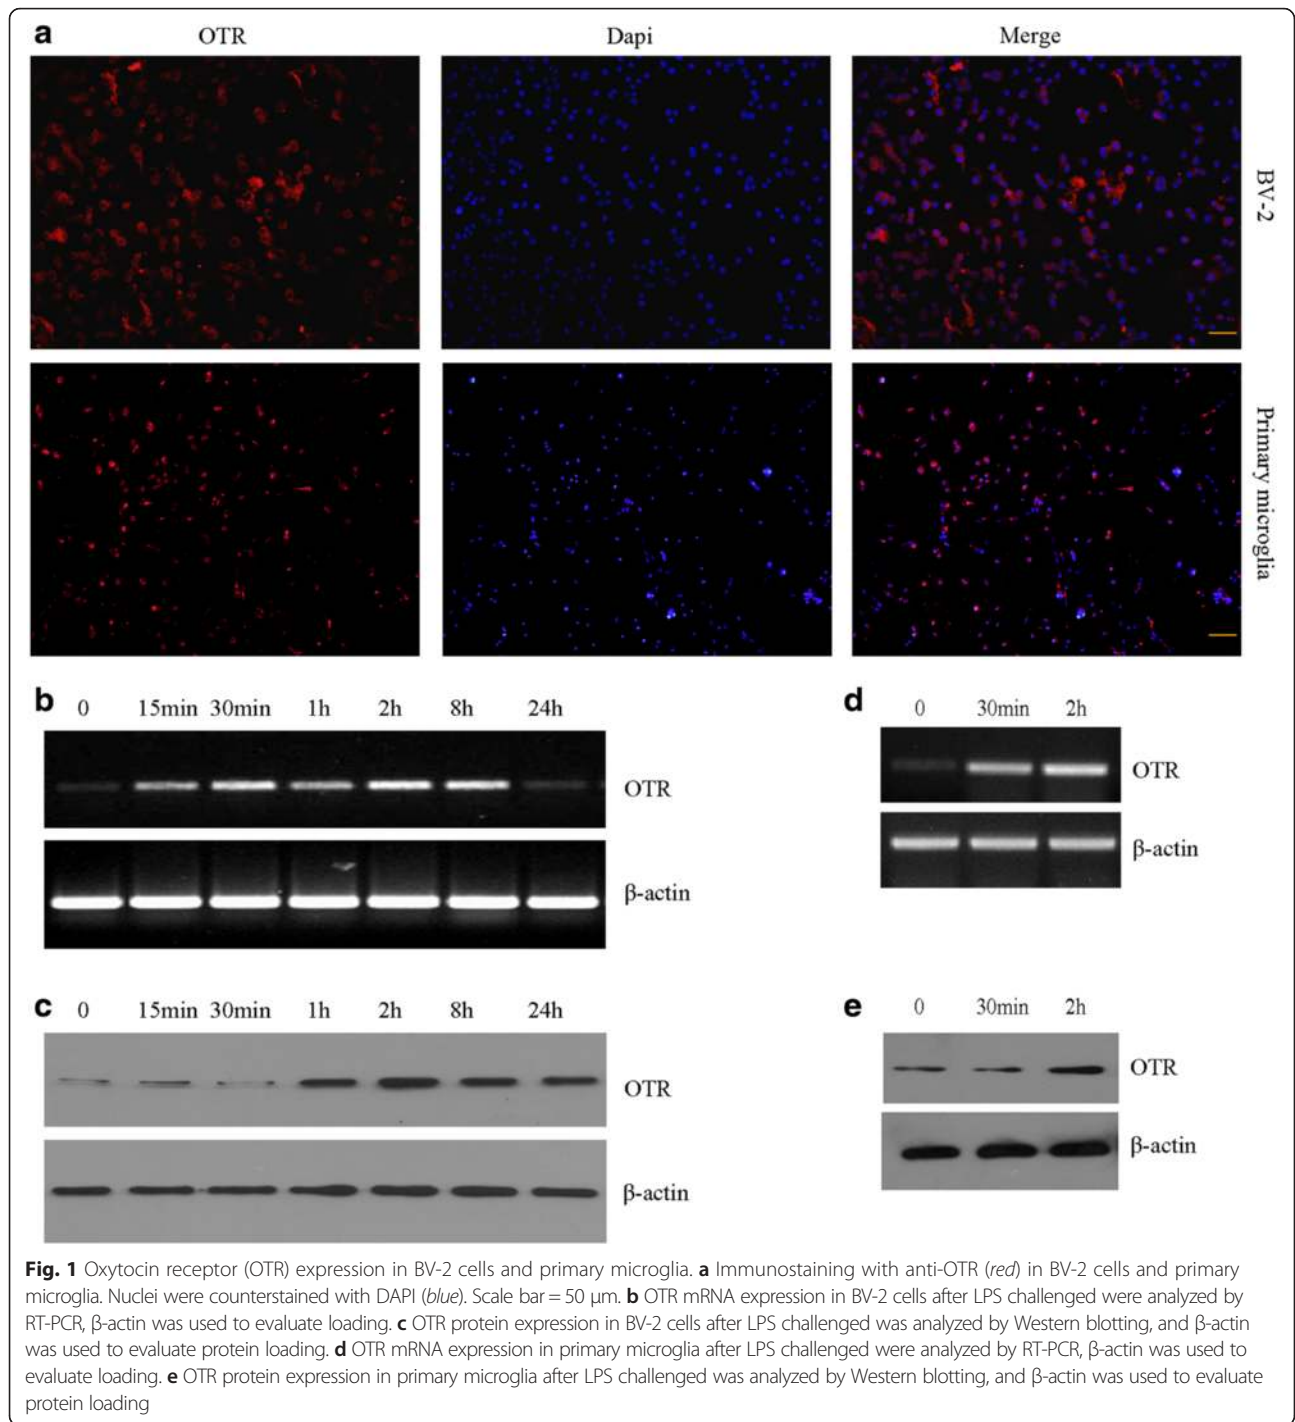 a
OTR Dapi Merge
BV-2
Primary microglia
b 0 15min 30min 1h 2h 8h 24h
OTR
β-actin
d 0 30min 2h
OTR
β-actin
c 0 15min 30min 1h 2h 8h 24h
OTR
β-actin
e 0 30min 2h
OTR
β-actin
Fig. 1 Oxytocin receptor (OTR) expression in BV-2 cells and primary microglia. a Immunostaining with anti-OTR (red) in BV-2 cells and primary
microglia. Nuclei were counterstained with DAPI (blue). Scale bar = 50 μm. b OTR mRNA expression in BV-2 cells after LPS challenged were analyzed by
RT-PCR, β-actin was used to evaluate loading. c OTR protein expression in BV-2 cells after LPS challenged was analyzed by Western blotting, and β-actin
was used to evaluate protein loading. d OTR mRNA expression in primary microglia after LPS challenged were analyzed by RT-PCR, β-actin was used to
evaluate loading. e OTR protein expression in primary microglia after LPS challenged was analyzed by Western blotting, and β-actin was used to evaluate
protein loading